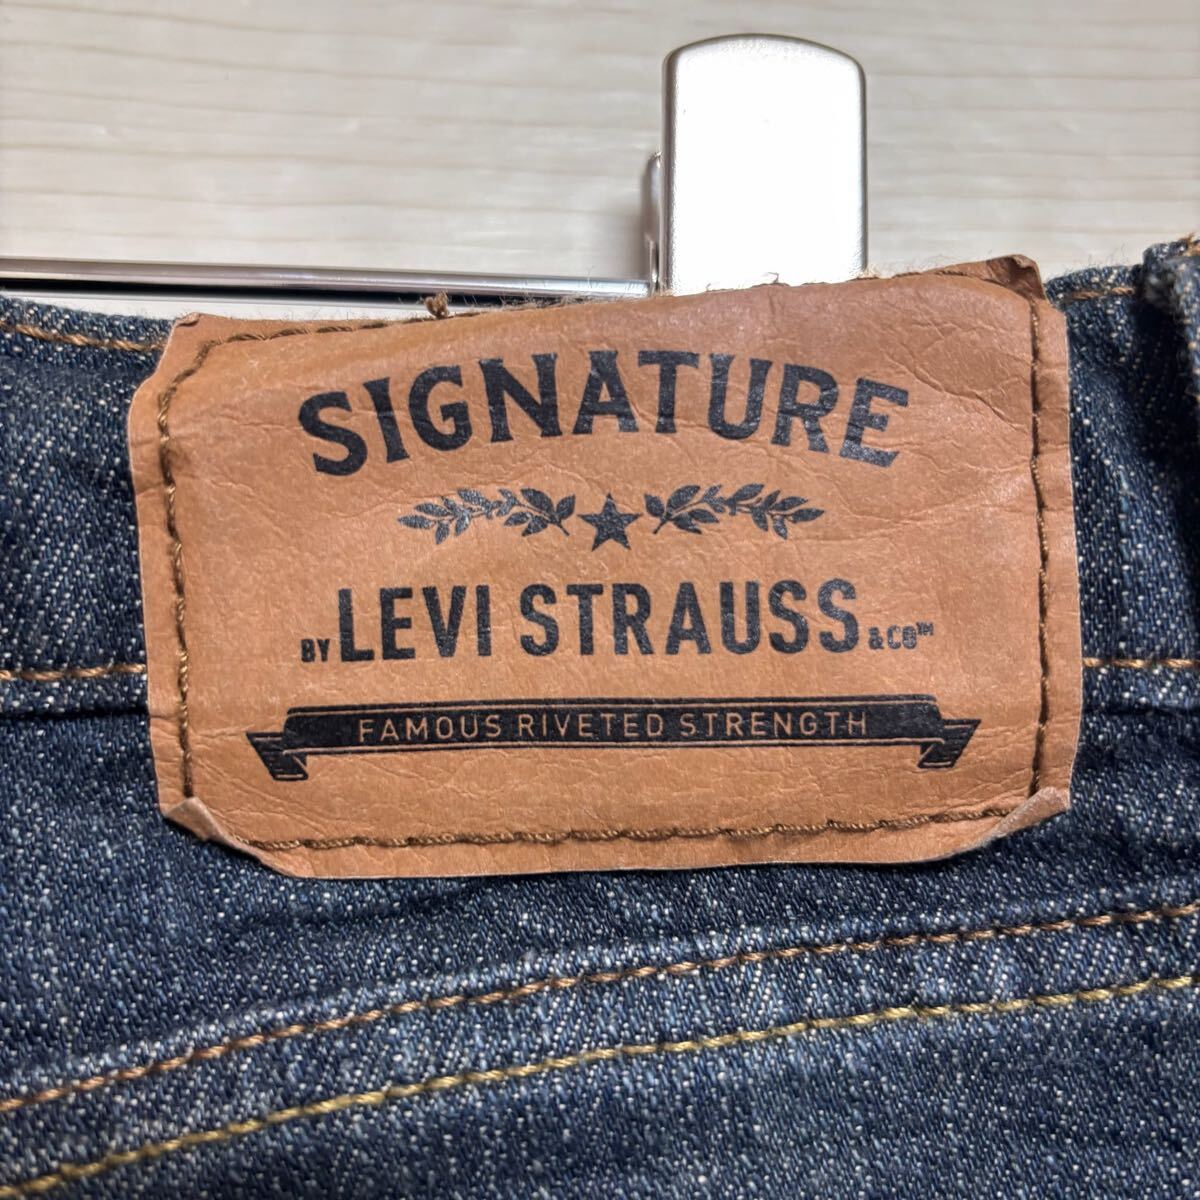 SIGNATURE
BY LEVI STRAUSS & CO™
FAMOUS RIVETED STRENGTH